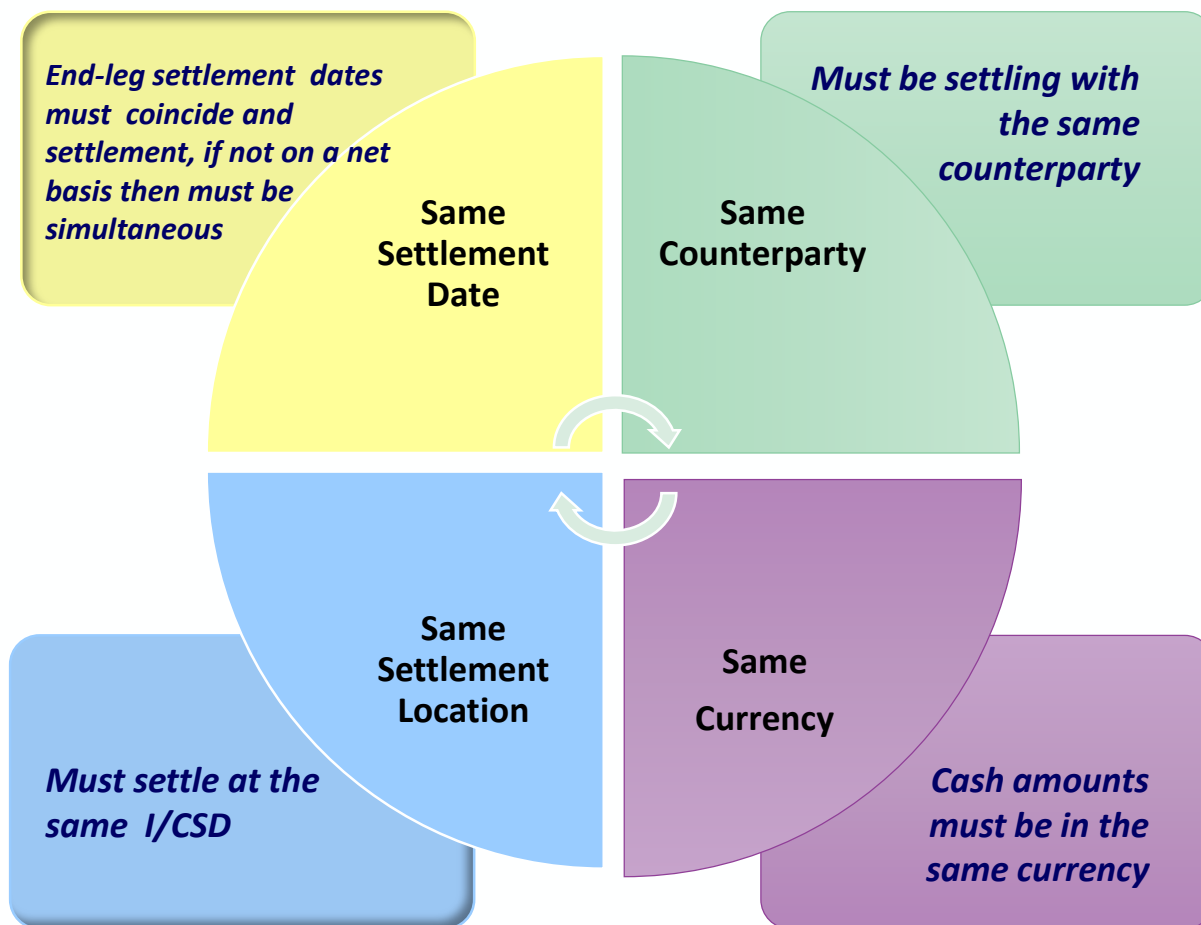 End-leg settlement dates
must coincide and
settlement, if not on a net
basis then must be
simultaneous
Same
Settlement
Date
Must be settling with
the same
counterparty
Same
Counterparty
Same
Settlement
Location
Must settle at the
same I/CSD
Same
Currency
Cash amounts
must be in the
same currency